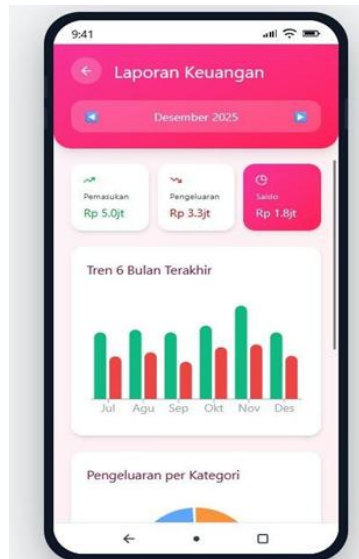 9:41
Laporan Keuangan
Desember 2025
Pemasukan
Rp 5.0jt
Pengeluaran
Rp 3.3jt
Saldo
Rp 1.8jt
Tren 6 Bulan Terakhir
Jul Agu Sep Okt Nov Des
Pengeluaran per Kategori